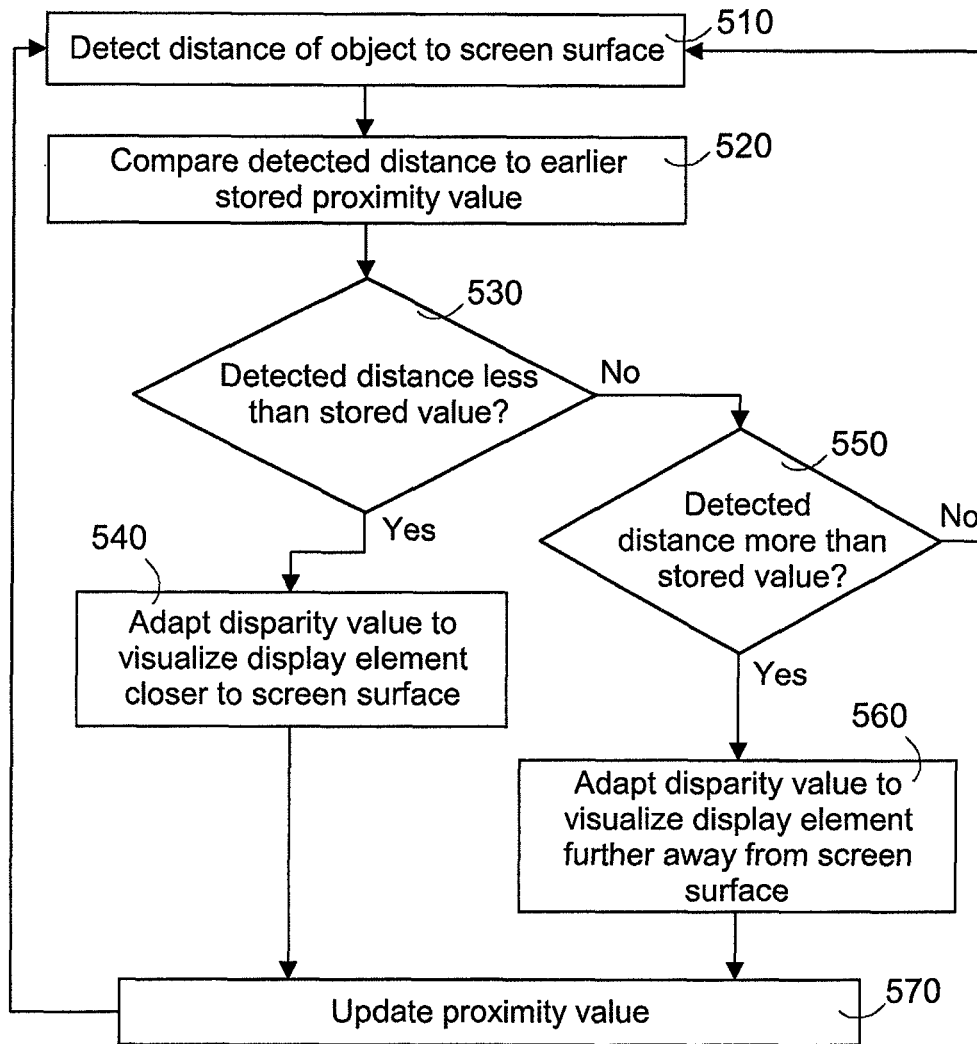 510
Detect distance of object to screen surface
520
Compare detected distance to earlier
stored proximity value
530
Detected distance less
than stored value?
No
550
Detected
distance more than
stored value?
No
Yes
540
Adapt disparity value to
visualize display element
closer to screen surface
Yes
560
Adapt disparity value to
visualize display element
further away from screen
surface
Update proximity value
570